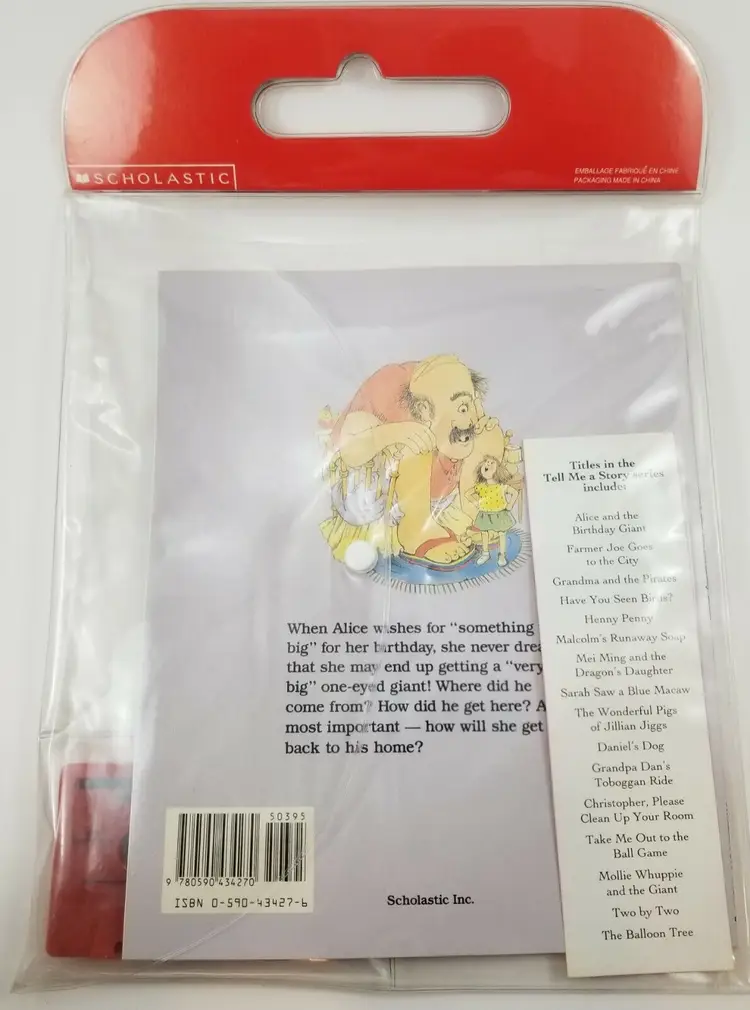 SCHOLASTIC
EMBALLAGE FABRIQUÉ EN CHINE
PACKAGING MADE IN CHINA
When Alice wishes for "something
big" for her birthday, she never
that she may end up getting a "very
big" one-eyed giant! Where did he
come from? How did he get here?
most important — how will she get
back to his home?
50395
9 780590 434270
ISBN 0-590-43427-6
Scholastic Inc.
Titles in the
Tell Me a Story series
include:
Alice and the
Birthday Giant
Farmer Joe Goes
to the City
Grandma and the Pirates
Have You Seen Birds?
Henny Penny
Malcolm's Runaway Soap
Mei Ming and the
Dragon's Daughter
Sarah Saw a Blue Macaw
The Wonderful Pigs
of Jillian Jiggs
Daniel's Dog
Grandpa Dan's
Toboggan Ride
Christopher, Please
Clean Up Your Room
Take Me Out to the
Ball Game
Mollie Whuppie
and the Giant
Two by Two
The Balloon Tree